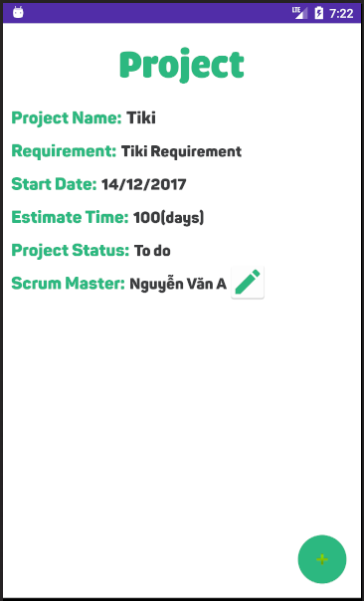 LTE 7:22
Project
Project Name: Tiki
Requirement: Tiki Requirement
Start Date: 14/12/2017
Estimate Time: 100(days)
Project Status: To do
Scrum Master: Nguyễn Văn A